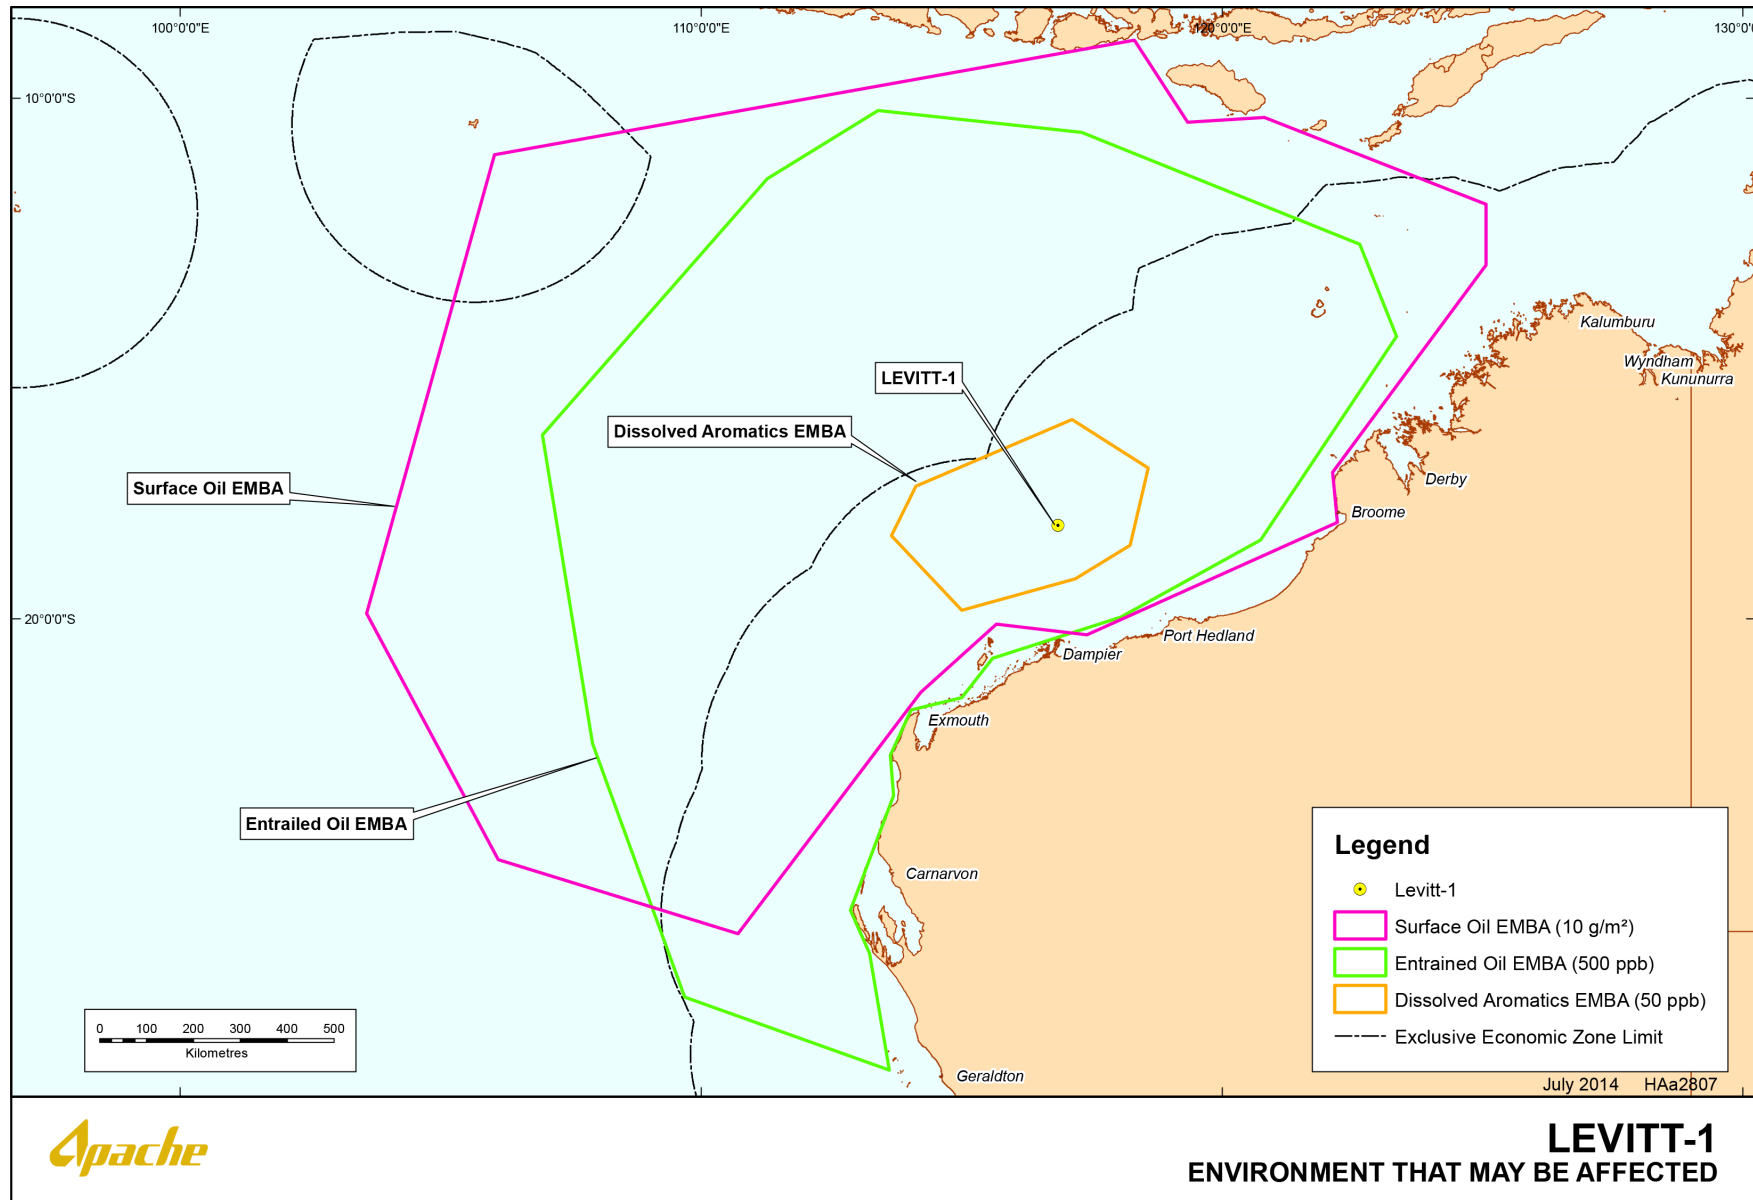 100°0'0"E
110°0'0"E
120°0'0"E
10°0'0"S
20°0'0"S
LEVITT-1
Dissolved Aromatics EMBA
Surface Oil EMBA
Entrailed Oil EMBA
Kalumburu
Wyndham
Kununurra
Derby
Broome
Port Hedland
Dampier
Exmouth
Carnarvon
Geraldton
0 100 200 300 400 500
Kilometres
Legend
Levitt-1
Surface Oil EMBA (10 g/m²)
Entrained Oil EMBA (500 ppb)
Dissolved Aromatics EMBA (50 ppb)
Exclusive Economic Zone Limit
July 2014 HAa2807
Apache
LEVITT-1
ENVIRONMENT THAT MAY BE AFFECTED